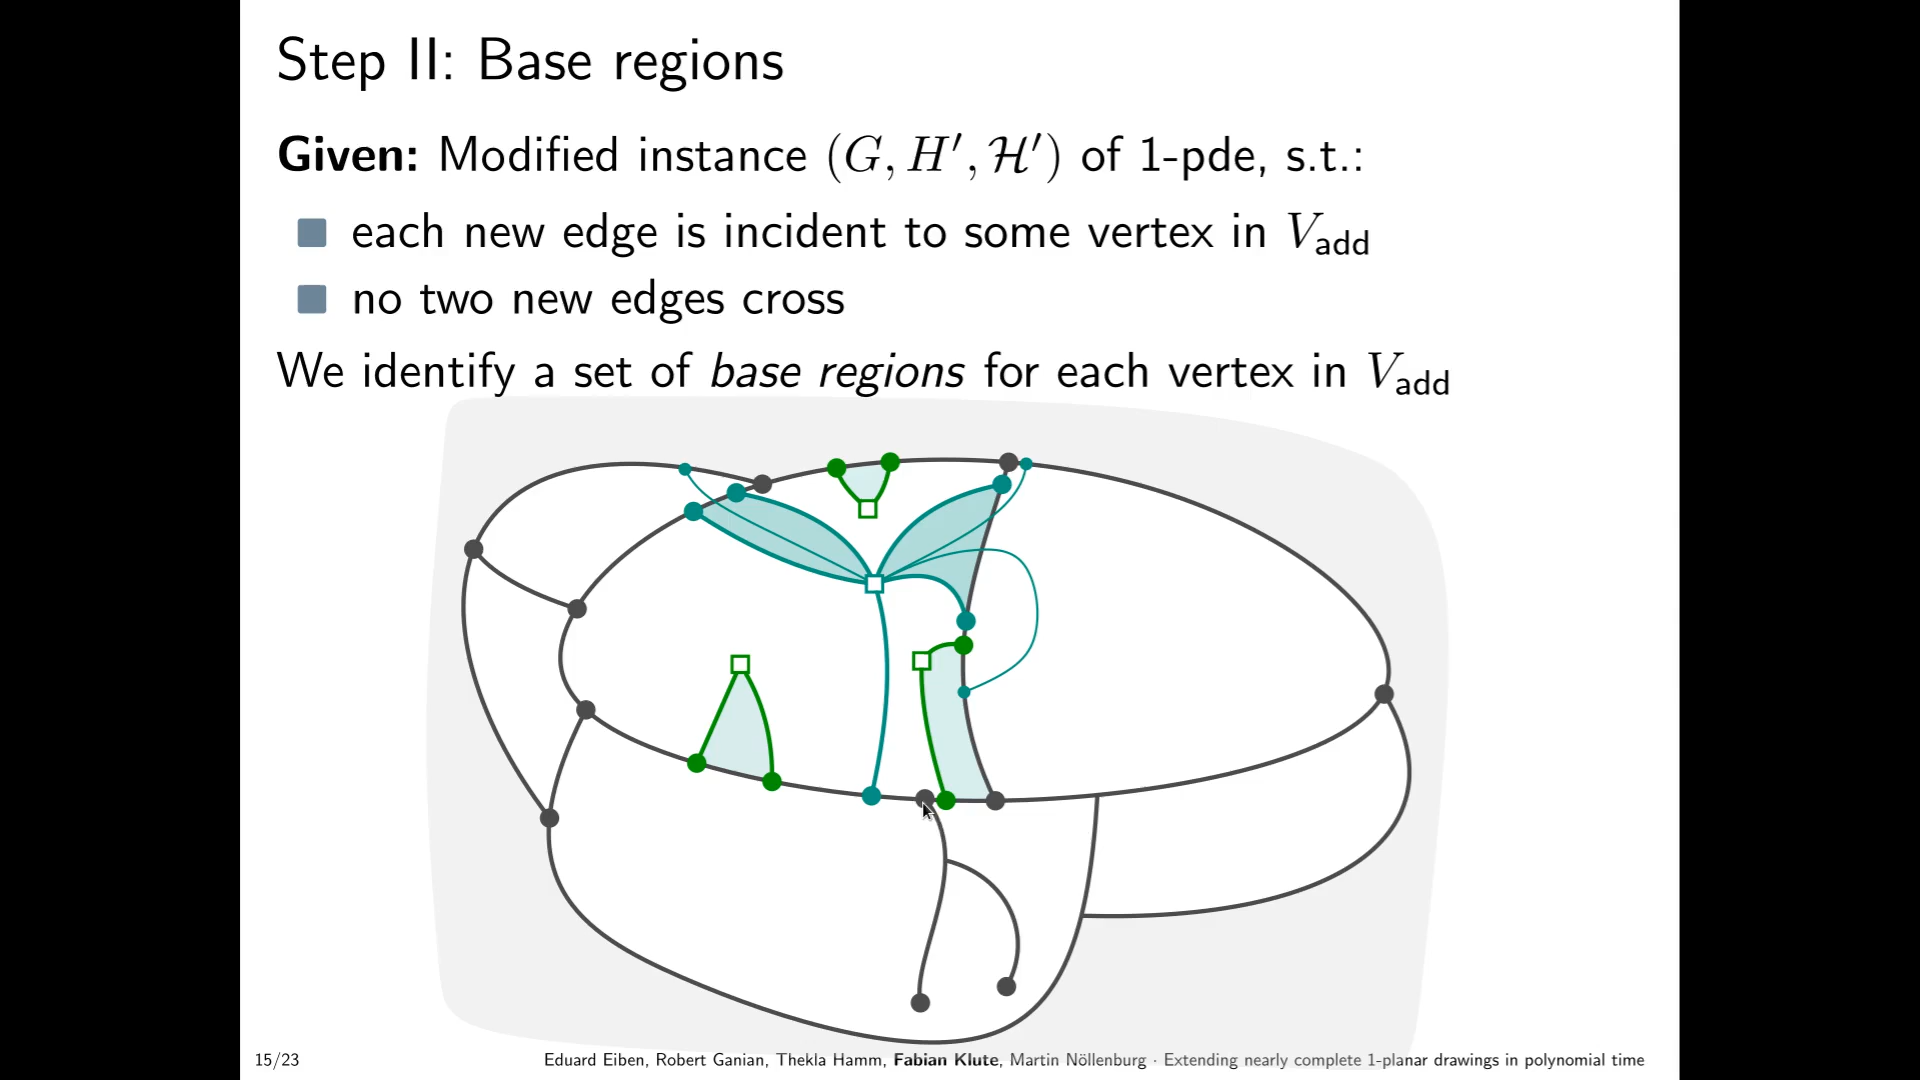 Step II: Base regions
Given: Modified instance (G, H′, ℋ′) of 1-pde, s.t.:
each new edge is incident to some vertex in V_add
no two new edges cross
We identify a set of base regions for each vertex in V_add
15/23
Eduard Eiben, Robert Ganian, Thekla Hamm, Fabian Klute, Martin Nöllenburg · Extending nearly complete 1-planar drawings in polynomial time